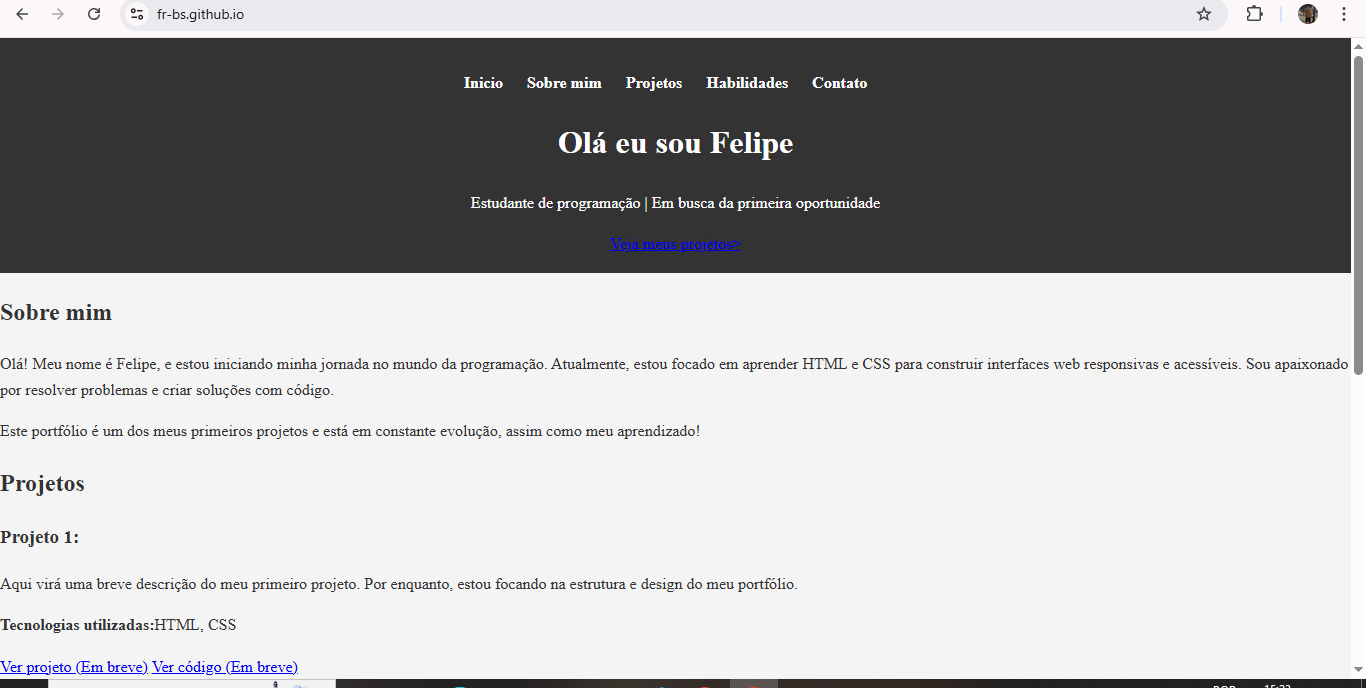 fr-bs.github.io
Inicio Sobre mim Projetos Habilidades Contato
Olá eu sou Felipe
Estudante de programação | Em busca da primeira oportunidade
Veja meus projetos>
Sobre mim
Olá! Meu nome é Felipe, e estou iniciando minha jornada no mundo da programação. Atualmente, estou focado em aprender HTML e CSS para construir interfaces web responsivas e acessíveis. Sou apaixonado
por resolver problemas e criar soluções com código.
Este portfólio é um dos meus primeiros projetos e está em constante evolução, assim como meu aprendizado!
Projetos
Projeto 1:
Aqui virá uma breve descrição do meu primeiro projeto. Por enquanto, estou focando na estrutura e design do meu portfólio.
Tecnologias utilizadas:HTML, CSS
Ver projeto (Em breve) Ver código (Em breve)